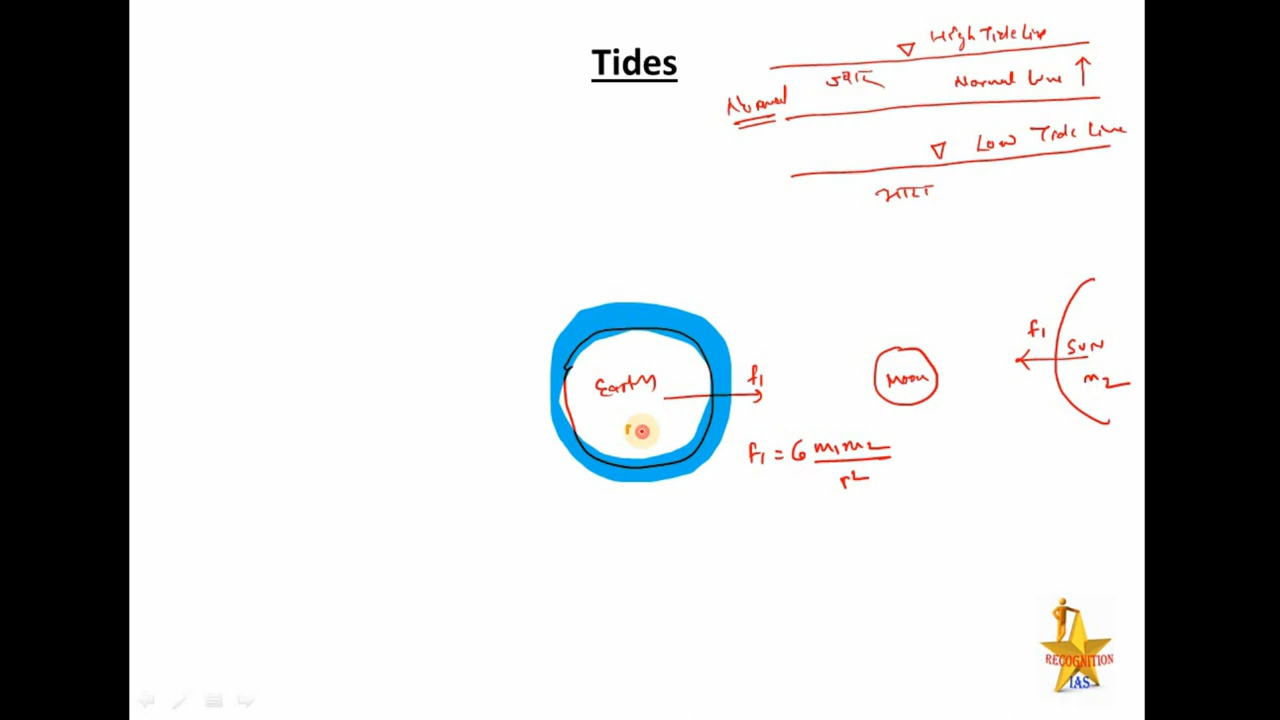 Tides
High Tide Line
ज्वार
Normal Line
Normal
Low Tide Line
भाटा
Earth
f₁
Moon
f₁
SUN
m₂
f₁ = G m₁m₂
r²
RECOGNITION
IAS